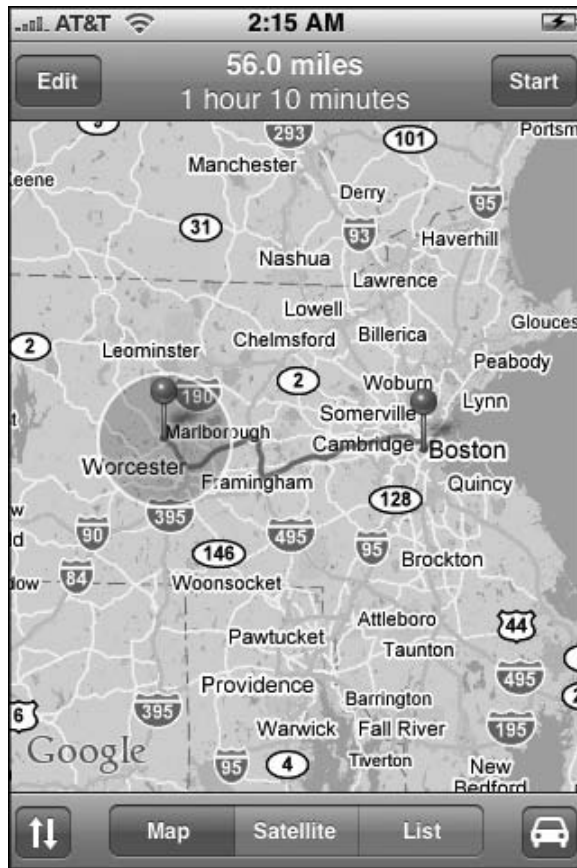 AT&T 2:15 AM
Edit 56.0 miles Start
1 hour 10 minutes
9 293 101 Portsm
Keene Manchester
Derry 95
31 93 Haverhill
Nashua
Lawrence
Lowell
2 Chelmsford Billerica Glouces
Leominster Peabody
190 2 Woburn
Somerville Lynn
Marlborough Cambridge Boston
Worcester
Framingham Quincy
395 128
90 495 95
146 Brockton
84 Woonsocket
Attleboro 44
Pawtucket Taunton
495
Providence
6 395 Barrington
Warwick Fall River 195
Google
95 4 Tiverton New
Bedford
Map Satellite List